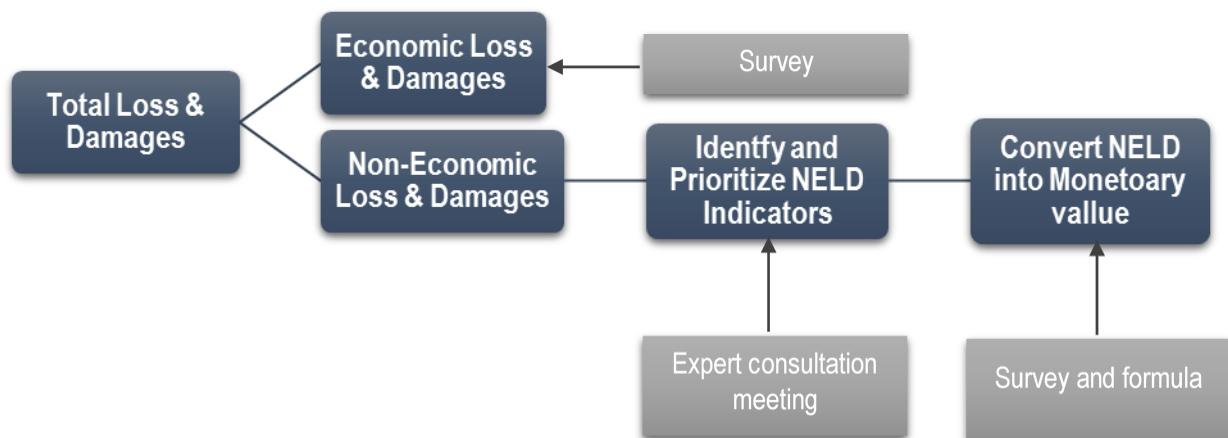 Total Loss &
Damages
Economic Loss
& Damages
Survey
Non-Economic
Loss & Damages
Identfy and
Prioritize NELD
Indicators
Convert NELD
into Monetoary
vallue
Expert consultation
meeting
Survey and formula